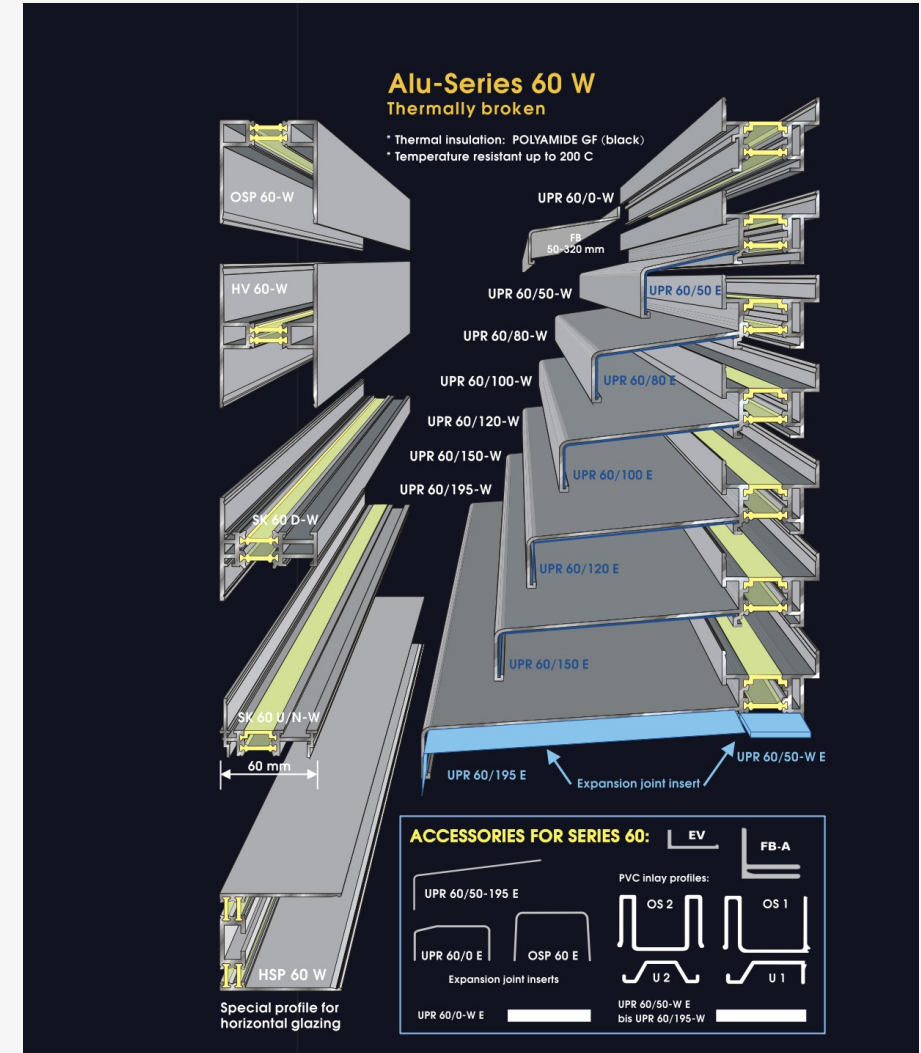 Alu-Series 60 W
Thermally broken
* Thermal insulation: POLYAMIDE GF (black)
* Temperature resistant up to 200 C
OSP 60-W
UPR 60/0-W
FB
50-320 mm
HV 60-W
UPR 60/50-W
UPR 60/50 E
UPR 60/80-W
UPR 60/80 E
UPR 60/100-W
UPR 60/120-W
UPR 60/150-W
UPR 60/100 E
UPR 60/195-W
SK 60 D-W
UPR 60/120 E
UPR 60/150 E
SK 60 U/N-W
60 mm
UPR 60/195 E
Expansion joint insert
UPR 60/50-W E
ACCESSORIES FOR SERIES 60:
EV
FB-A
UPR 60/50-195 E
PVC inlay profiles:
OS 2
OS 1
UPR 60/0 E
OSP 60 E
U 2
U 1
Expansion joint inserts
HSP 60 W
Special profile for
horizontal glazing
UPR 60/0-W E
UPR 60/50-W E
bis UPR 60/195-W